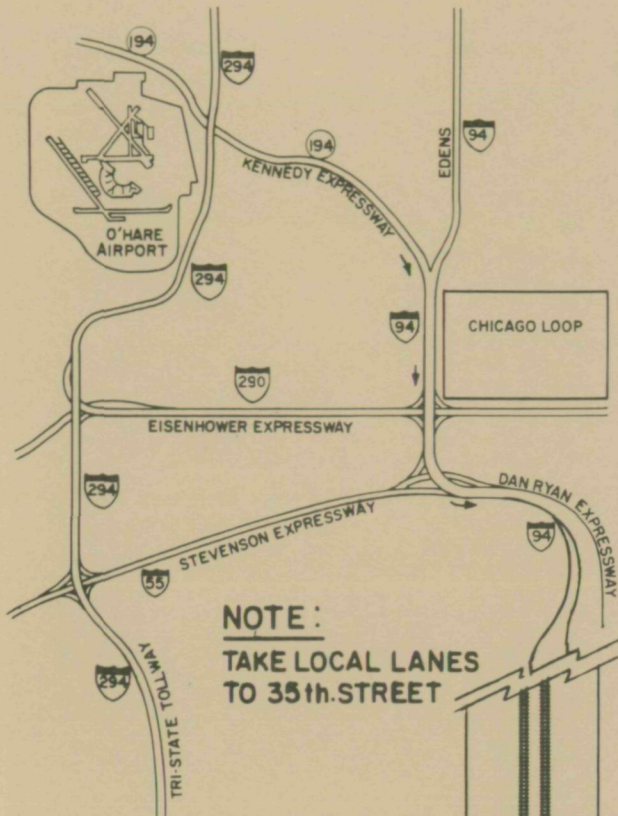 194
294
94
EDENS
194
KENNEDY EXPRESSWAY
O'HARE
AIRPORT
294
94
CHICAGO LOOP
290
EISENHOWER EXPRESSWAY
294
DAN RYAN EXPRESSWAY
STEVENSON EXPRESSWAY
94
55
NOTE:
TAKE LOCAL LANES
TO 35th.STREET
294
TRI-STATE TOLLWAY